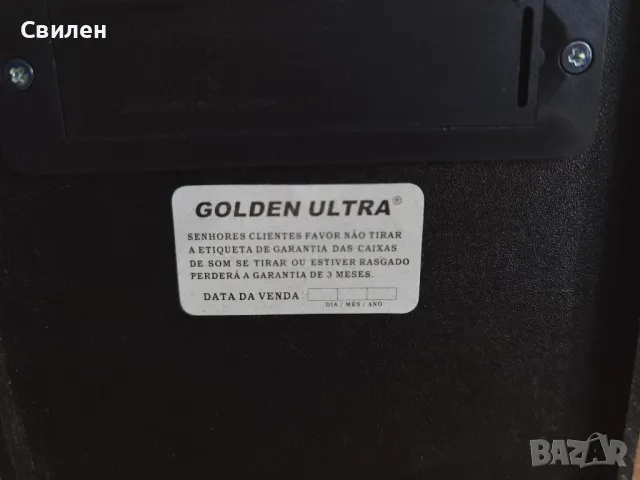 Свилен
GOLDEN ULTRA®
SENHORES CLIENTES FAVOR NÃO TIRAR
A ETIQUETA DE GARANTIA DAS CAIXAS
DE SOM SE TIRAR OU ESTIVER RASGADO
PERDERÁ A GARANTIA DE 3 MESES.
DATA DA VENDA:
DIA / MÊS / ANO
BAZAR